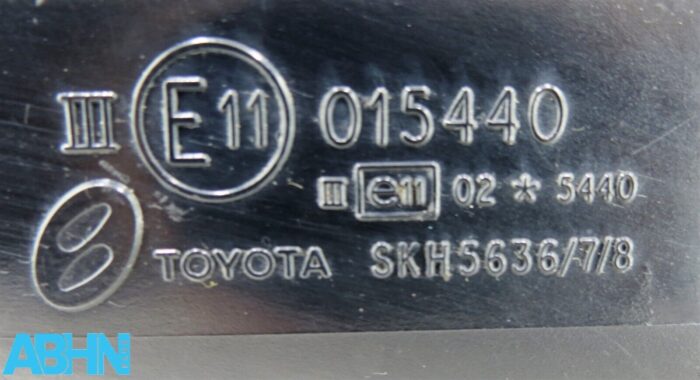 III E11 015440
III e11 02 * 5440
TOYOTA SKH5636/7/8
ABHN